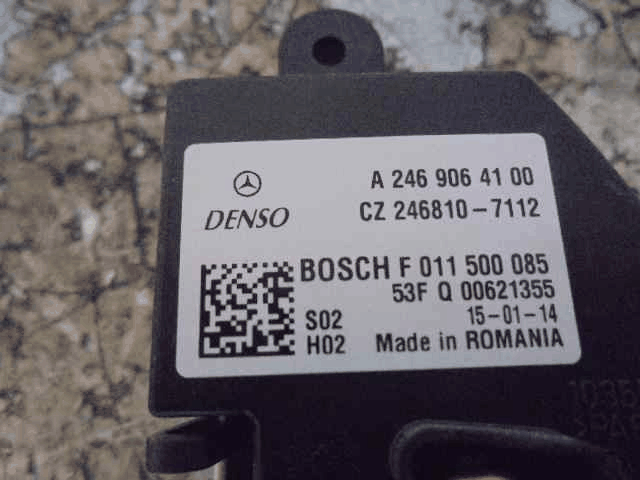 A 246 906 41 00
DENSO CZ 246810-7112
BOSCH F 011 500 085
53F Q 00621355
S02 15-01-14
H02 Made in ROMANIA